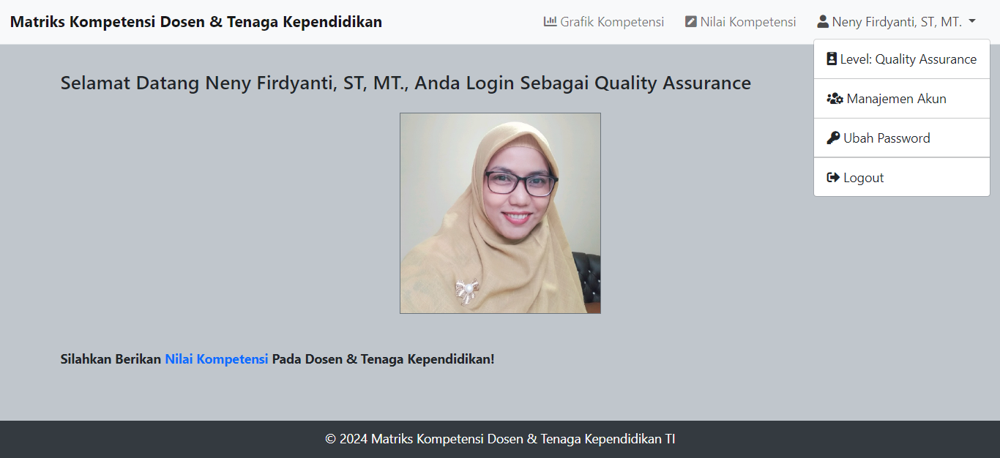 Matriks Kompetensi Dosen & Tenaga Kependidikan
Grafik Kompetensi
Nilai Kompetensi
Neny Firdyanti, ST, MT.
Level: Quality Assurance
Manajemen Akun
Ubah Password
Logout
Selamat Datang Neny Firdyanti, ST, MT., Anda Login Sebagai Quality Assurance
Silahkan Berikan Nilai Kompetensi Pada Dosen & Tenaga Kependidikan!
© 2024 Matriks Kompetensi Dosen & Tenaga Kependidikan TI